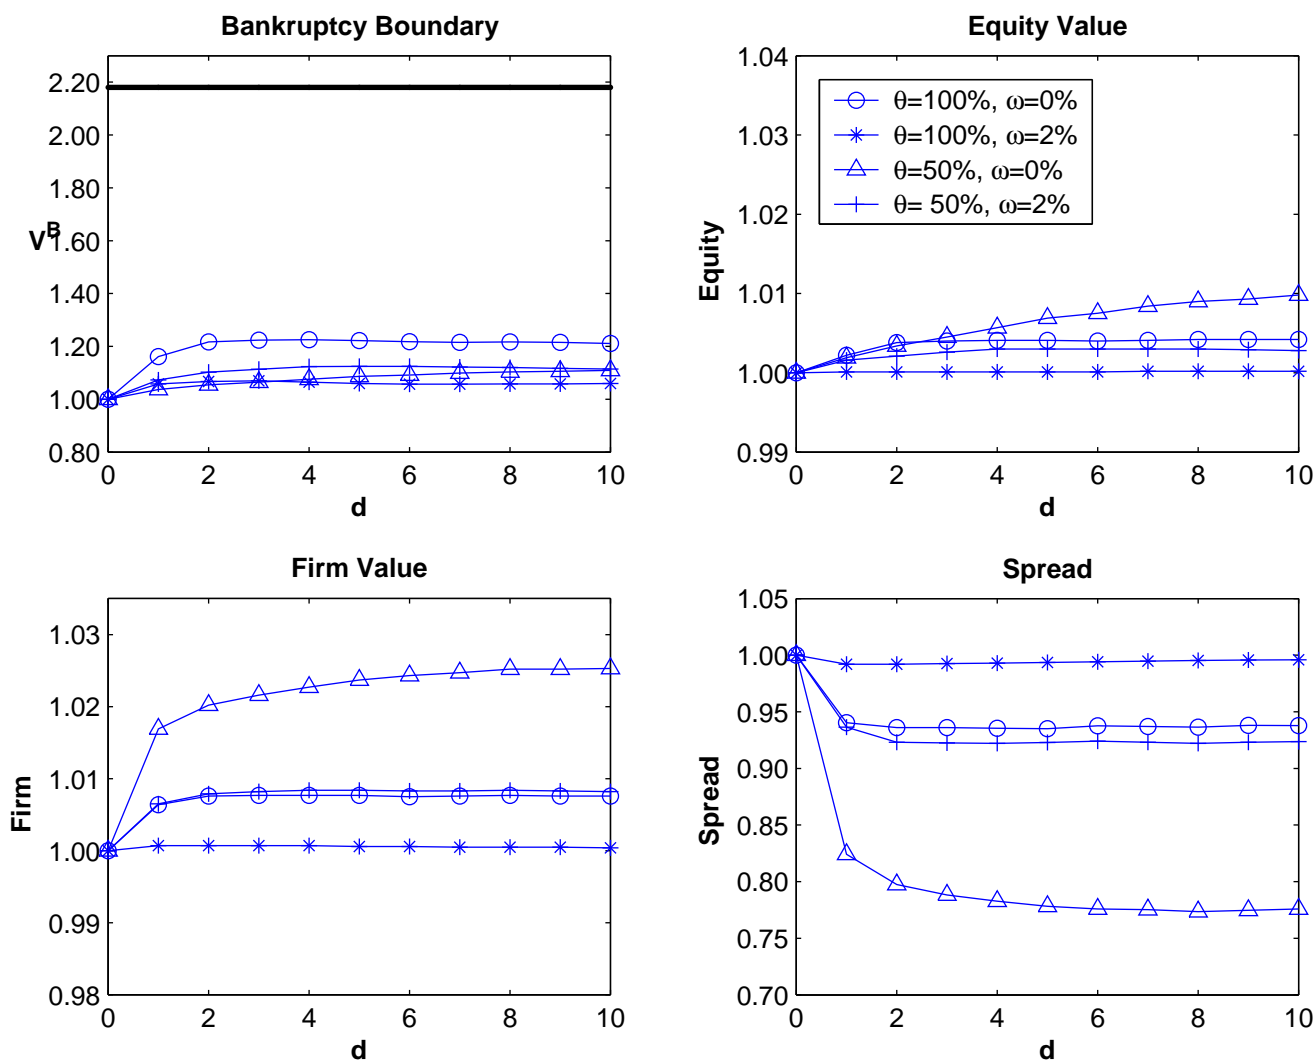 Bankruptcy Boundary
2.20
2.00
1.80
1.60
1.40
1.20
1.00
0.80
V^B
0 2 4 6 8 10
d
Equity Value
1.04
1.03
1.02
1.01
1.00
0.99
Equity
θ=100%, ω=0%
θ=100%, ω=2%
θ=50%, ω=0%
θ= 50%, ω=2%
0 2 4 6 8 10
d
Firm Value
1.03
1.02
1.01
1.00
0.99
0.98
Firm
0 2 4 6 8 10
d
Spread
1.05
1.00
0.95
0.90
0.85
0.80
0.75
0.70
Spread
0 2 4 6 8 10
d